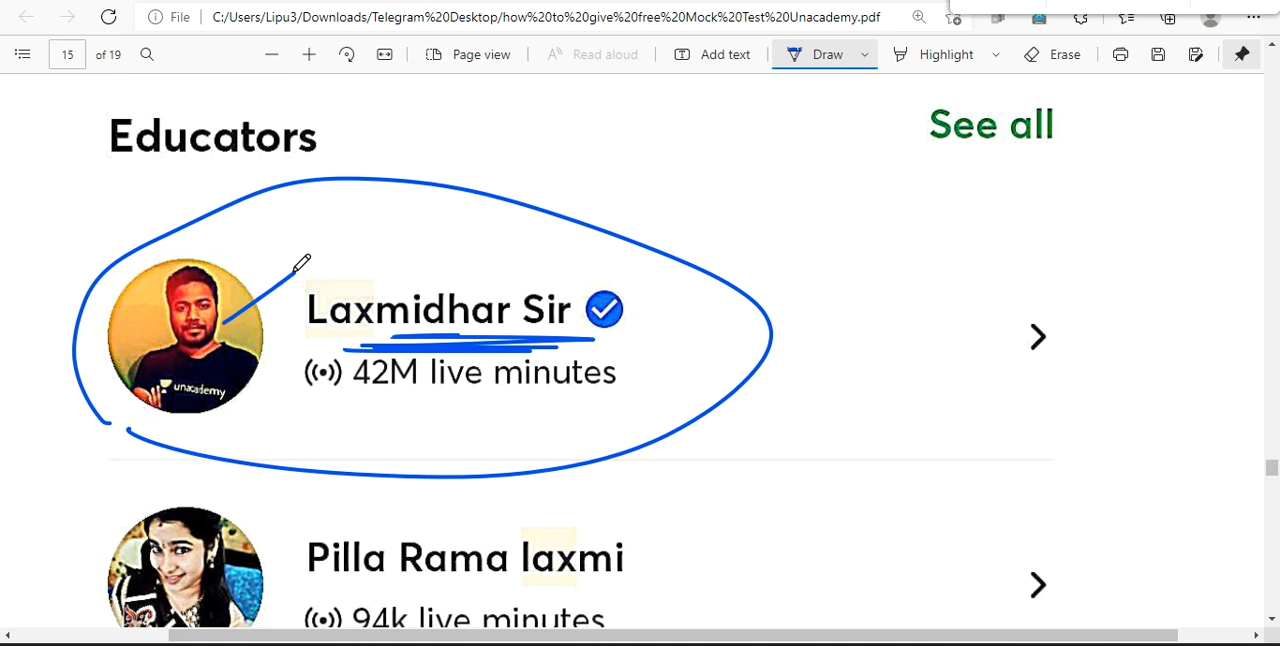 File C:/Users/Lipu3/Downloads/Telegram%20Desktop/how%20to%20give%20free%20Mock%20Test%20Unacademy.pdf
15 of 19 Page view Read aloud Add text Draw Highlight Erase
Educators See all
Laxmidhar Sir
42M live minutes
unacademy
Pilla Rama laxmi
94k live minutes